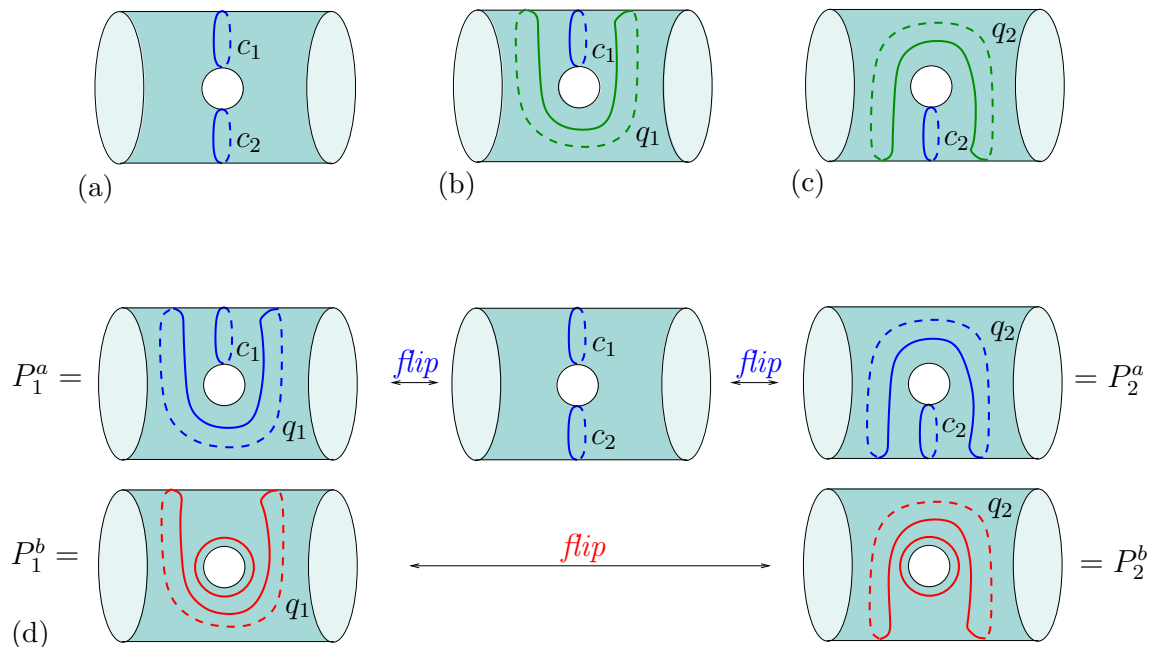 c₁
c₂
(a)
c₁
q₁
(b)
q₂
c₂
(c)
P₁ᵃ =
c₁
q₁
flip
c₁
c₂
flip
q₂
c₂
= P₂ᵃ
P₁ᵇ =
q₁
flip
q₂
= P₂ᵇ
(d)